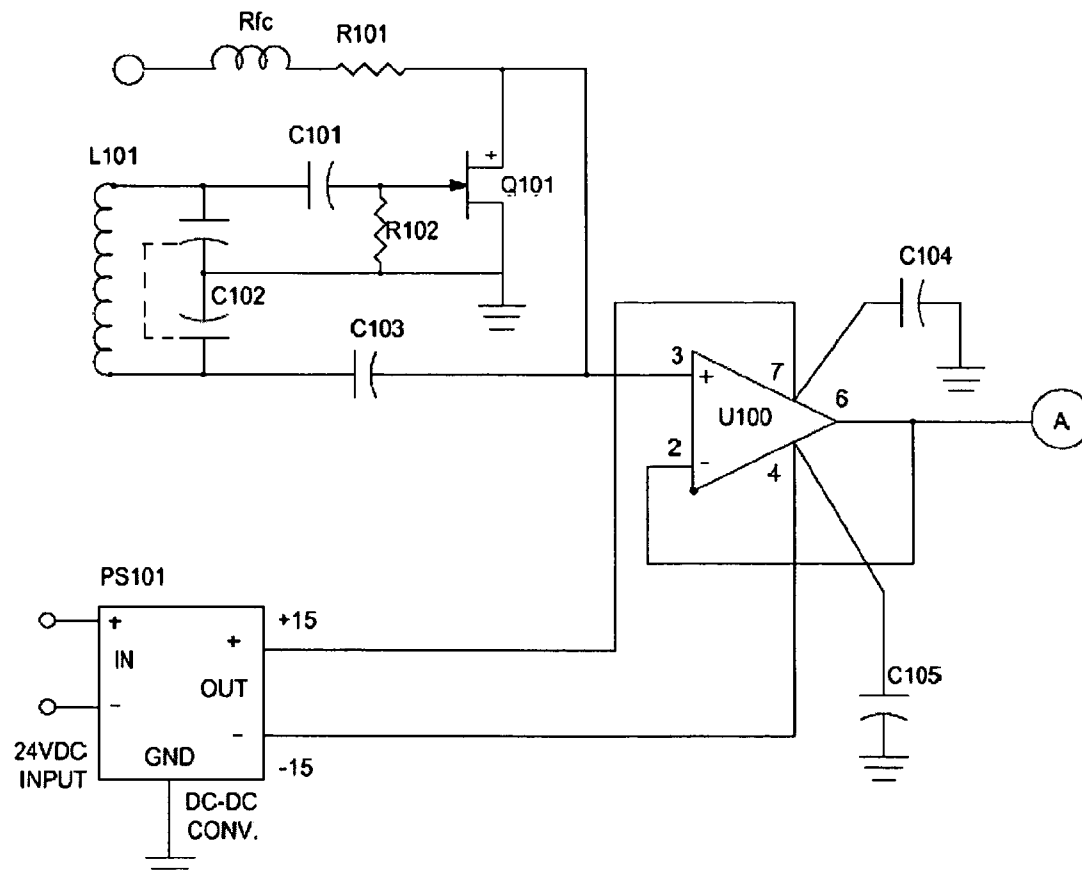 Rfc
R101
C101
L101
+
Q101
R102
C102
C104
C103
3
7
+
6
U100
A
2
-
4
PS101
+
+15
+
IN
OUT
C105
-
-
24VDC
INPUT
GND
-15
DC-DC
CONV.